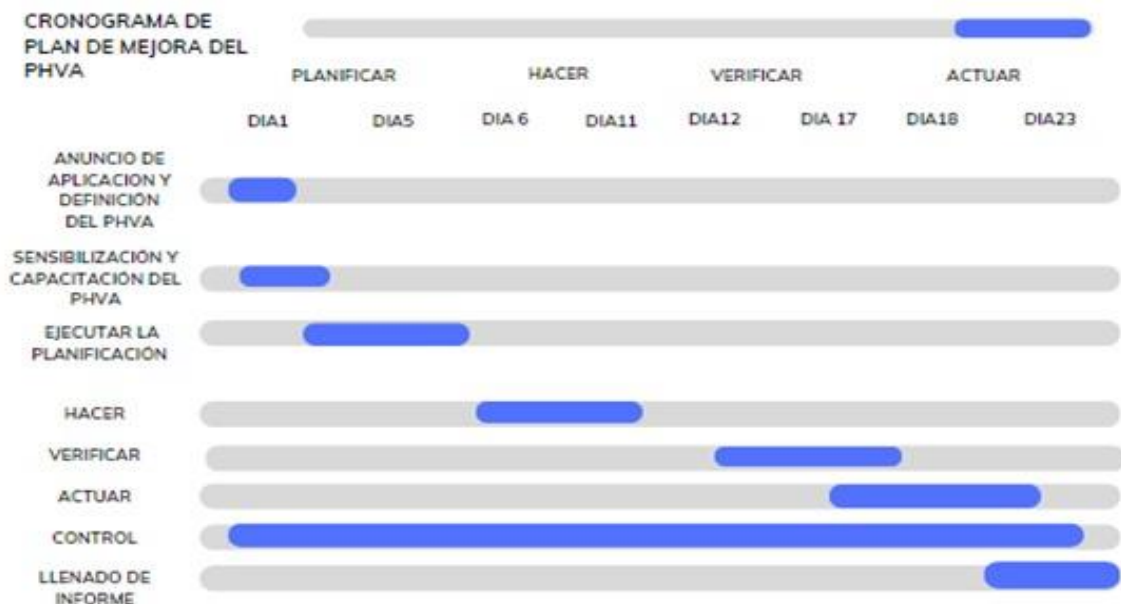 CRONOGRAMA DE
PLAN DE MEJORA DEL
PHVA
PLANIFICAR HACER VERIFICAR ACTUAR
DIA1 DIA5 DIA 6 DIA11 DIA12 DIA 17 DIA18 DIA23
ANUNCIO DE
APLICACION Y
DEFINICIÓN
DEL PHVA
SENSIBILIZACIÓN Y
CAPACITACIÓN DEL
PHVA
EJECUTAR LA
PLANIFICACIÓN
HACER
VERIFICAR
ACTUAR
CONTROL
LLENADO DE
INFORME